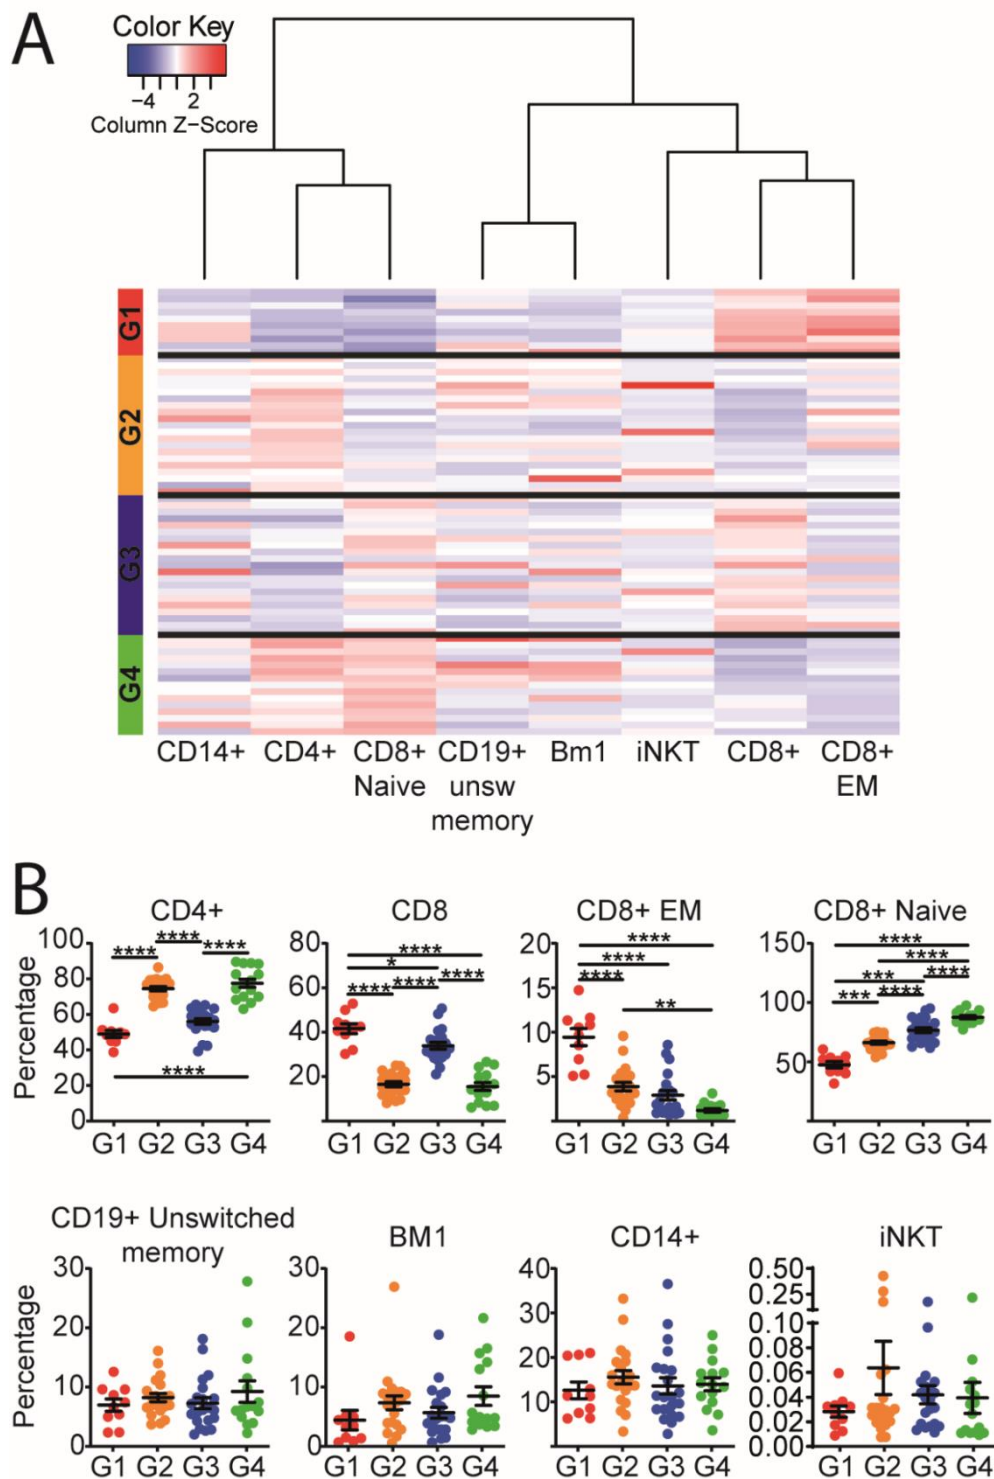 A
Color Key
−4 2
Column Z−Score
G1
G2
G3
G4
CD14+ CD4+ CD8+ CD19+ Bm1 iNKT CD8+ CD8+
Naive unsw EM
memory
B
CD4+ CD8 CD8+ EM CD8+ Naive
Percentage
100
80
60
40
20
0
**** **** ****
****
G1 G2 G3 G4
80
60
40
20
****
*
**** **** ****
G1 G2 G3 G4
20
15
10
5
****
****
****
**
G1 G2 G3 G4
150
100
50
****
****
*** ****
*** ****
G1 G2 G3 G4
CD19+ Unswitched
memory
BM1 CD14+ iNKT
Percentage
30
20
10
0
G1 G2 G3 G4
30
20
10
0
G1 G2 G3 G4
40
30
20
10
G1 G2 G3 G4
0.50
0.25
0.10
0.08
0.06
0.04
0.02
0.00
G1 G2 G3 G4